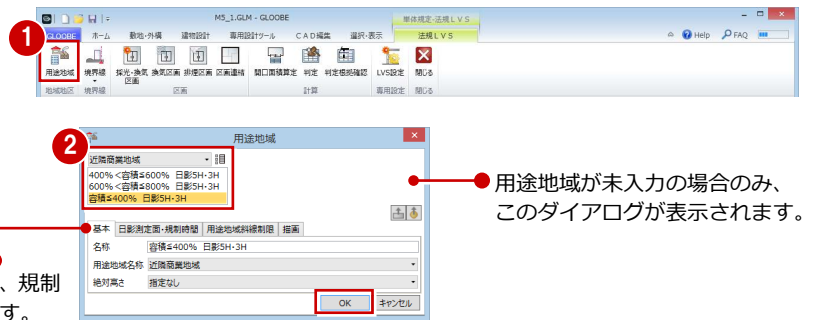 M5_1.GLM - GLOOBE
単体規定-法規ＬＶＳ
1
GLOOBE ホーム 敷地・外構 建物設計 専用設計ツール ＣＡＤ編集 選択・表示 法規ＬＶＳ
Help FAQ
用途地域 境界線 採光・換気区画 換気区画 排煙区画 区画連結 開口面積算定 判定 判定根拠確認 LVS設定 閉じる
地域地区 境界線 区画 計算 専用設定 閉じる
2
用途地域
近隣商業地域
400%＜容積≦600% 日影5H･3H
600%＜容積≦800% 日影5H･3H
容積≦400% 日影5H･3H
用途地域が未入力の場合のみ、
このダイアログが表示されます。
基本 日影測定面・規制時間 用途地域斜線制限 描画
名称 容積≦400% 日影5H･3H
用途地域名称 近隣商業地域
絶対高さ 指定なし
OK キャンセル
、規制
す。